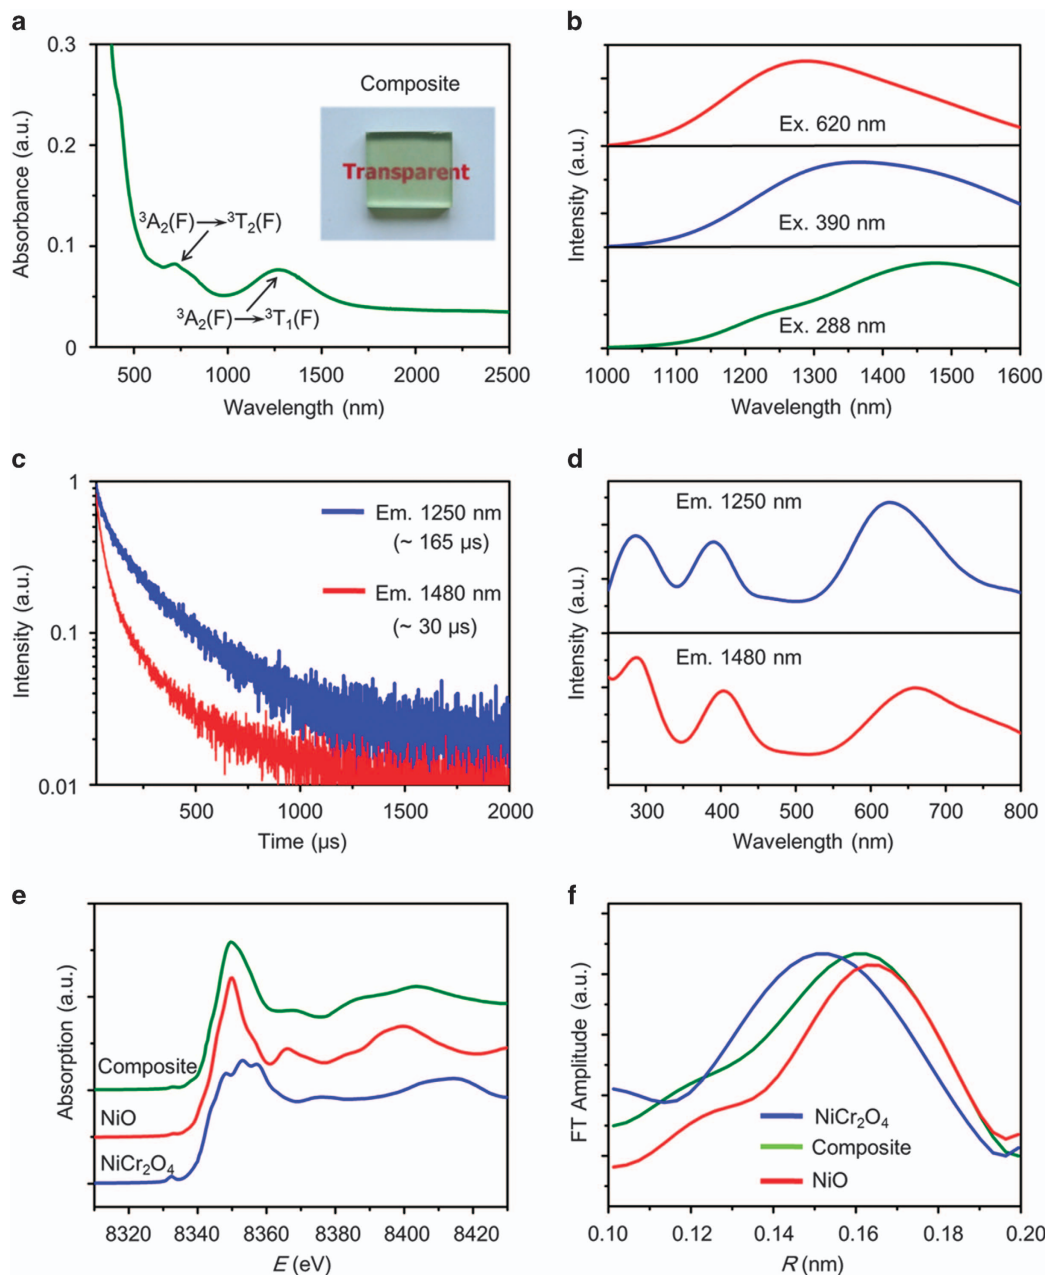 a
0.3
0.2
0.1
0
Absorbance (a.u.)
Composite
Transparent
³A₂(F)→³T₂(F)
³A₂(F)→³T₁(F)
500 1000 1500 2000 2500
Wavelength (nm)
b
Intensity (a.u.)
Ex. 620 nm
Ex. 390 nm
Ex. 288 nm
1000 1100 1200 1300 1400 1500 1600
Wavelength (nm)
c
1
0.1
0.01
Intensity (a.u.)
Em. 1250 nm
(~ 165 µs)
Em. 1480 nm
(~ 30 µs)
500 1000 1500 2000
Time (µs)
d
Intensity (a.u.)
Em. 1250 nm
Em. 1480 nm
300 400 500 600 700 800
Wavelength (nm)
e
Absorption (a.u.)
Composite
NiO
NiCr₂O₄
8320 8340 8360 8380 8400 8420
E (eV)
f
FT Amplitude (a.u.)
NiCr₂O₄
Composite
NiO
0.10 0.12 0.14 0.16 0.18 0.20
R (nm)